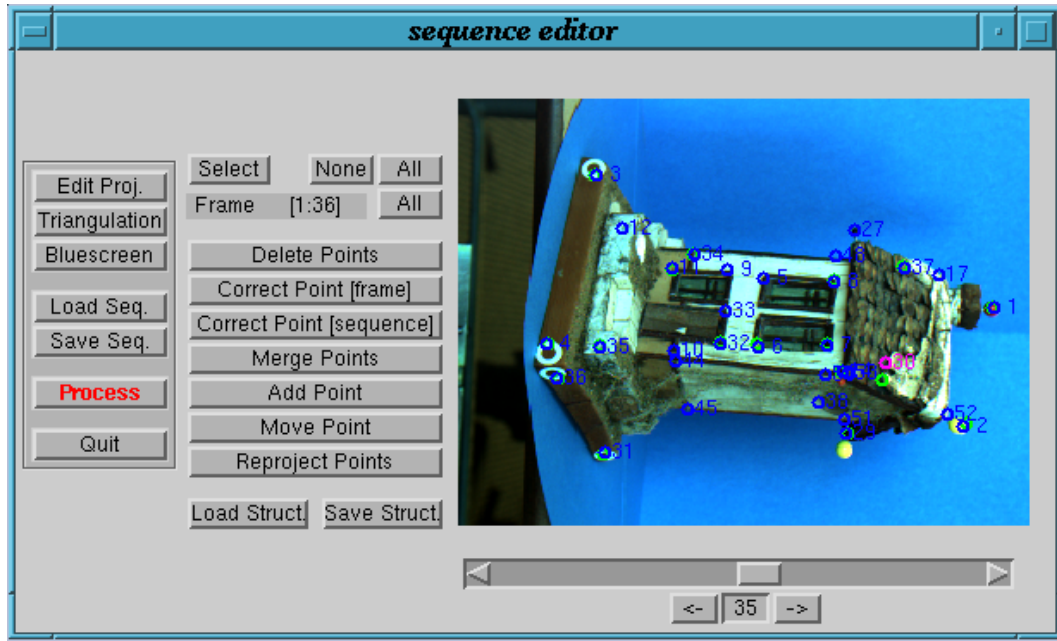 sequence editor
Edit Proj.
Triangulation
Bluescreen
Load Seq.
Save Seq.
Process
Quit
Select None All
Frame [1:36] All
Delete Points
Correct Point [frame]
Correct Point [sequence]
Merge Points
Add Point
Move Point
Reproject Points
Load Struct. Save Struct.
3
12
27
34
46
11
9
5
8
37
17
1
33
4
35
10
32
6
7
44
30
36
45
38
51
52
2
31
<- 35 ->